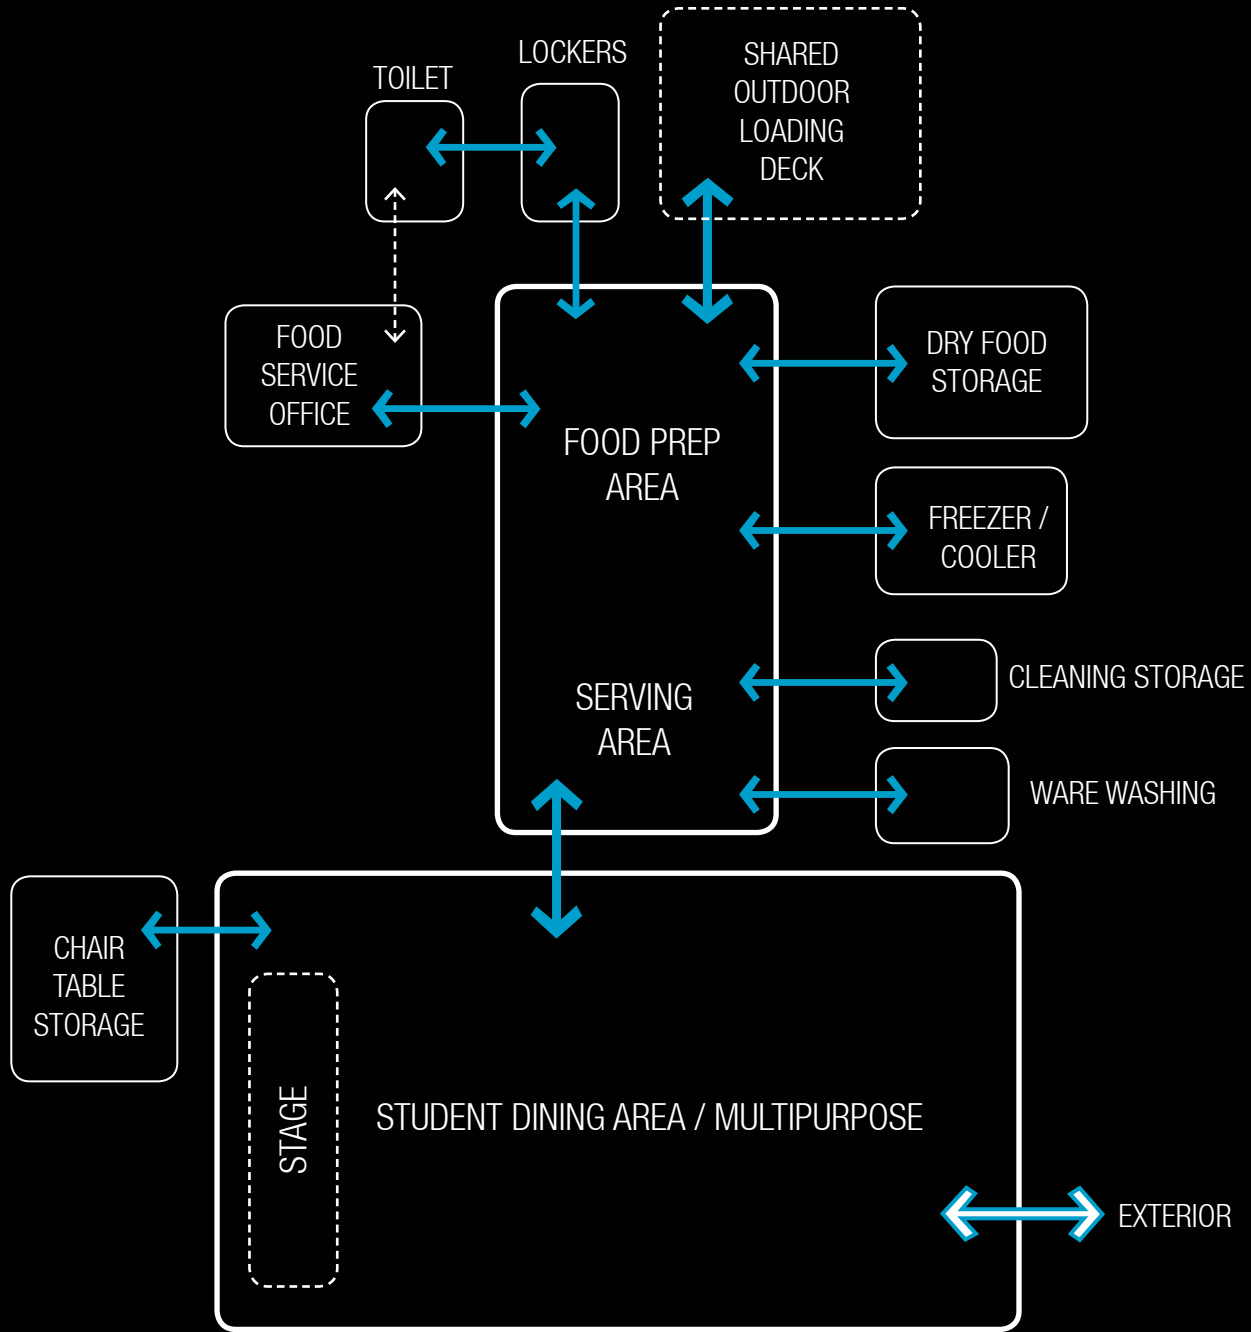 LOCKERS
TOILET
SHARED
OUTDOOR
LOADING
DECK
FOOD
SERVICE
OFFICE
DRY FOOD
STORAGE
FOOD PREP
AREA
FREEZER /
COOLER
SERVING
AREA
CLEANING STORAGE
WARE WASHING
CHAIR
TABLE
STORAGE
STAGE
STUDENT DINING AREA / MULTIPURPOSE
EXTERIOR